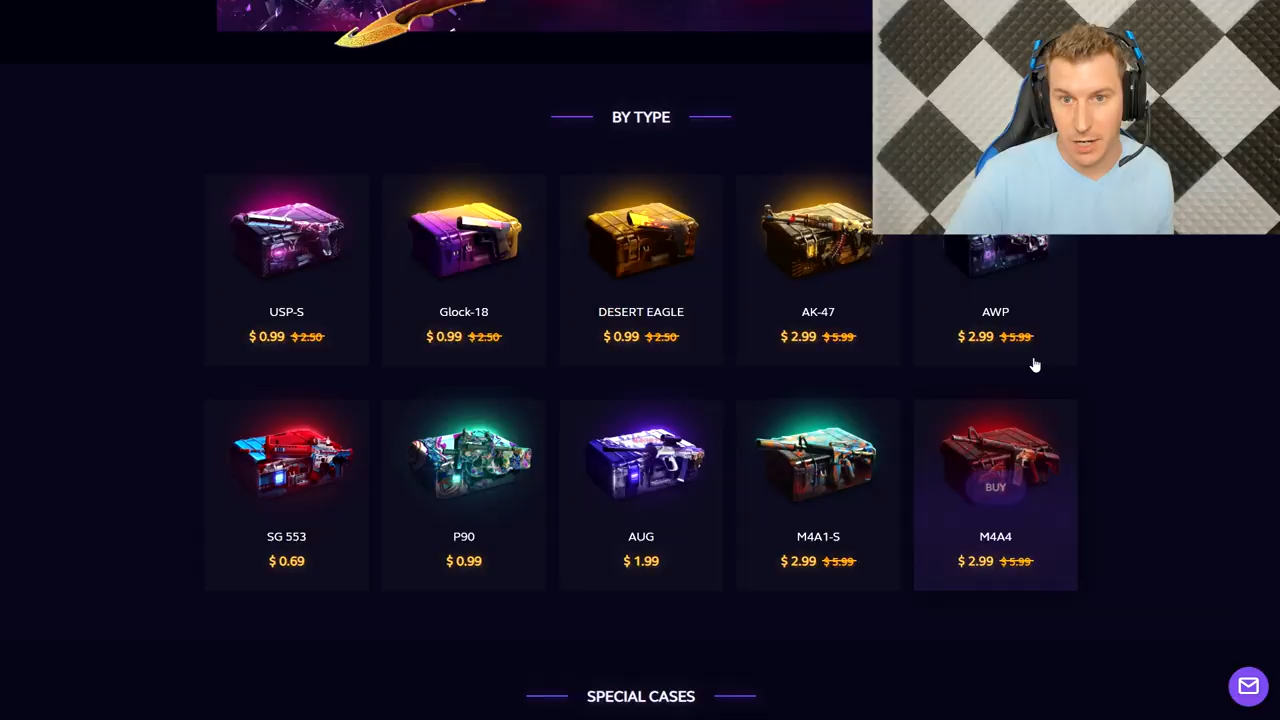 BY TYPE
USP-S
$ 0.99 $ 2.50
Glock-18
$ 0.99 $ 2.50
DESERT EAGLE
$ 0.99 $ 2.50
AK-47
$ 2.99 $ 5.99
AWP
$ 2.99 $ 5.99
SG 553
$ 0.69
P90
$ 0.99
AUG
$ 1.99
M4A1-S
$ 2.99 $ 5.99
BUY
M4A4
$ 2.99 $ 5.99
SPECIAL CASES